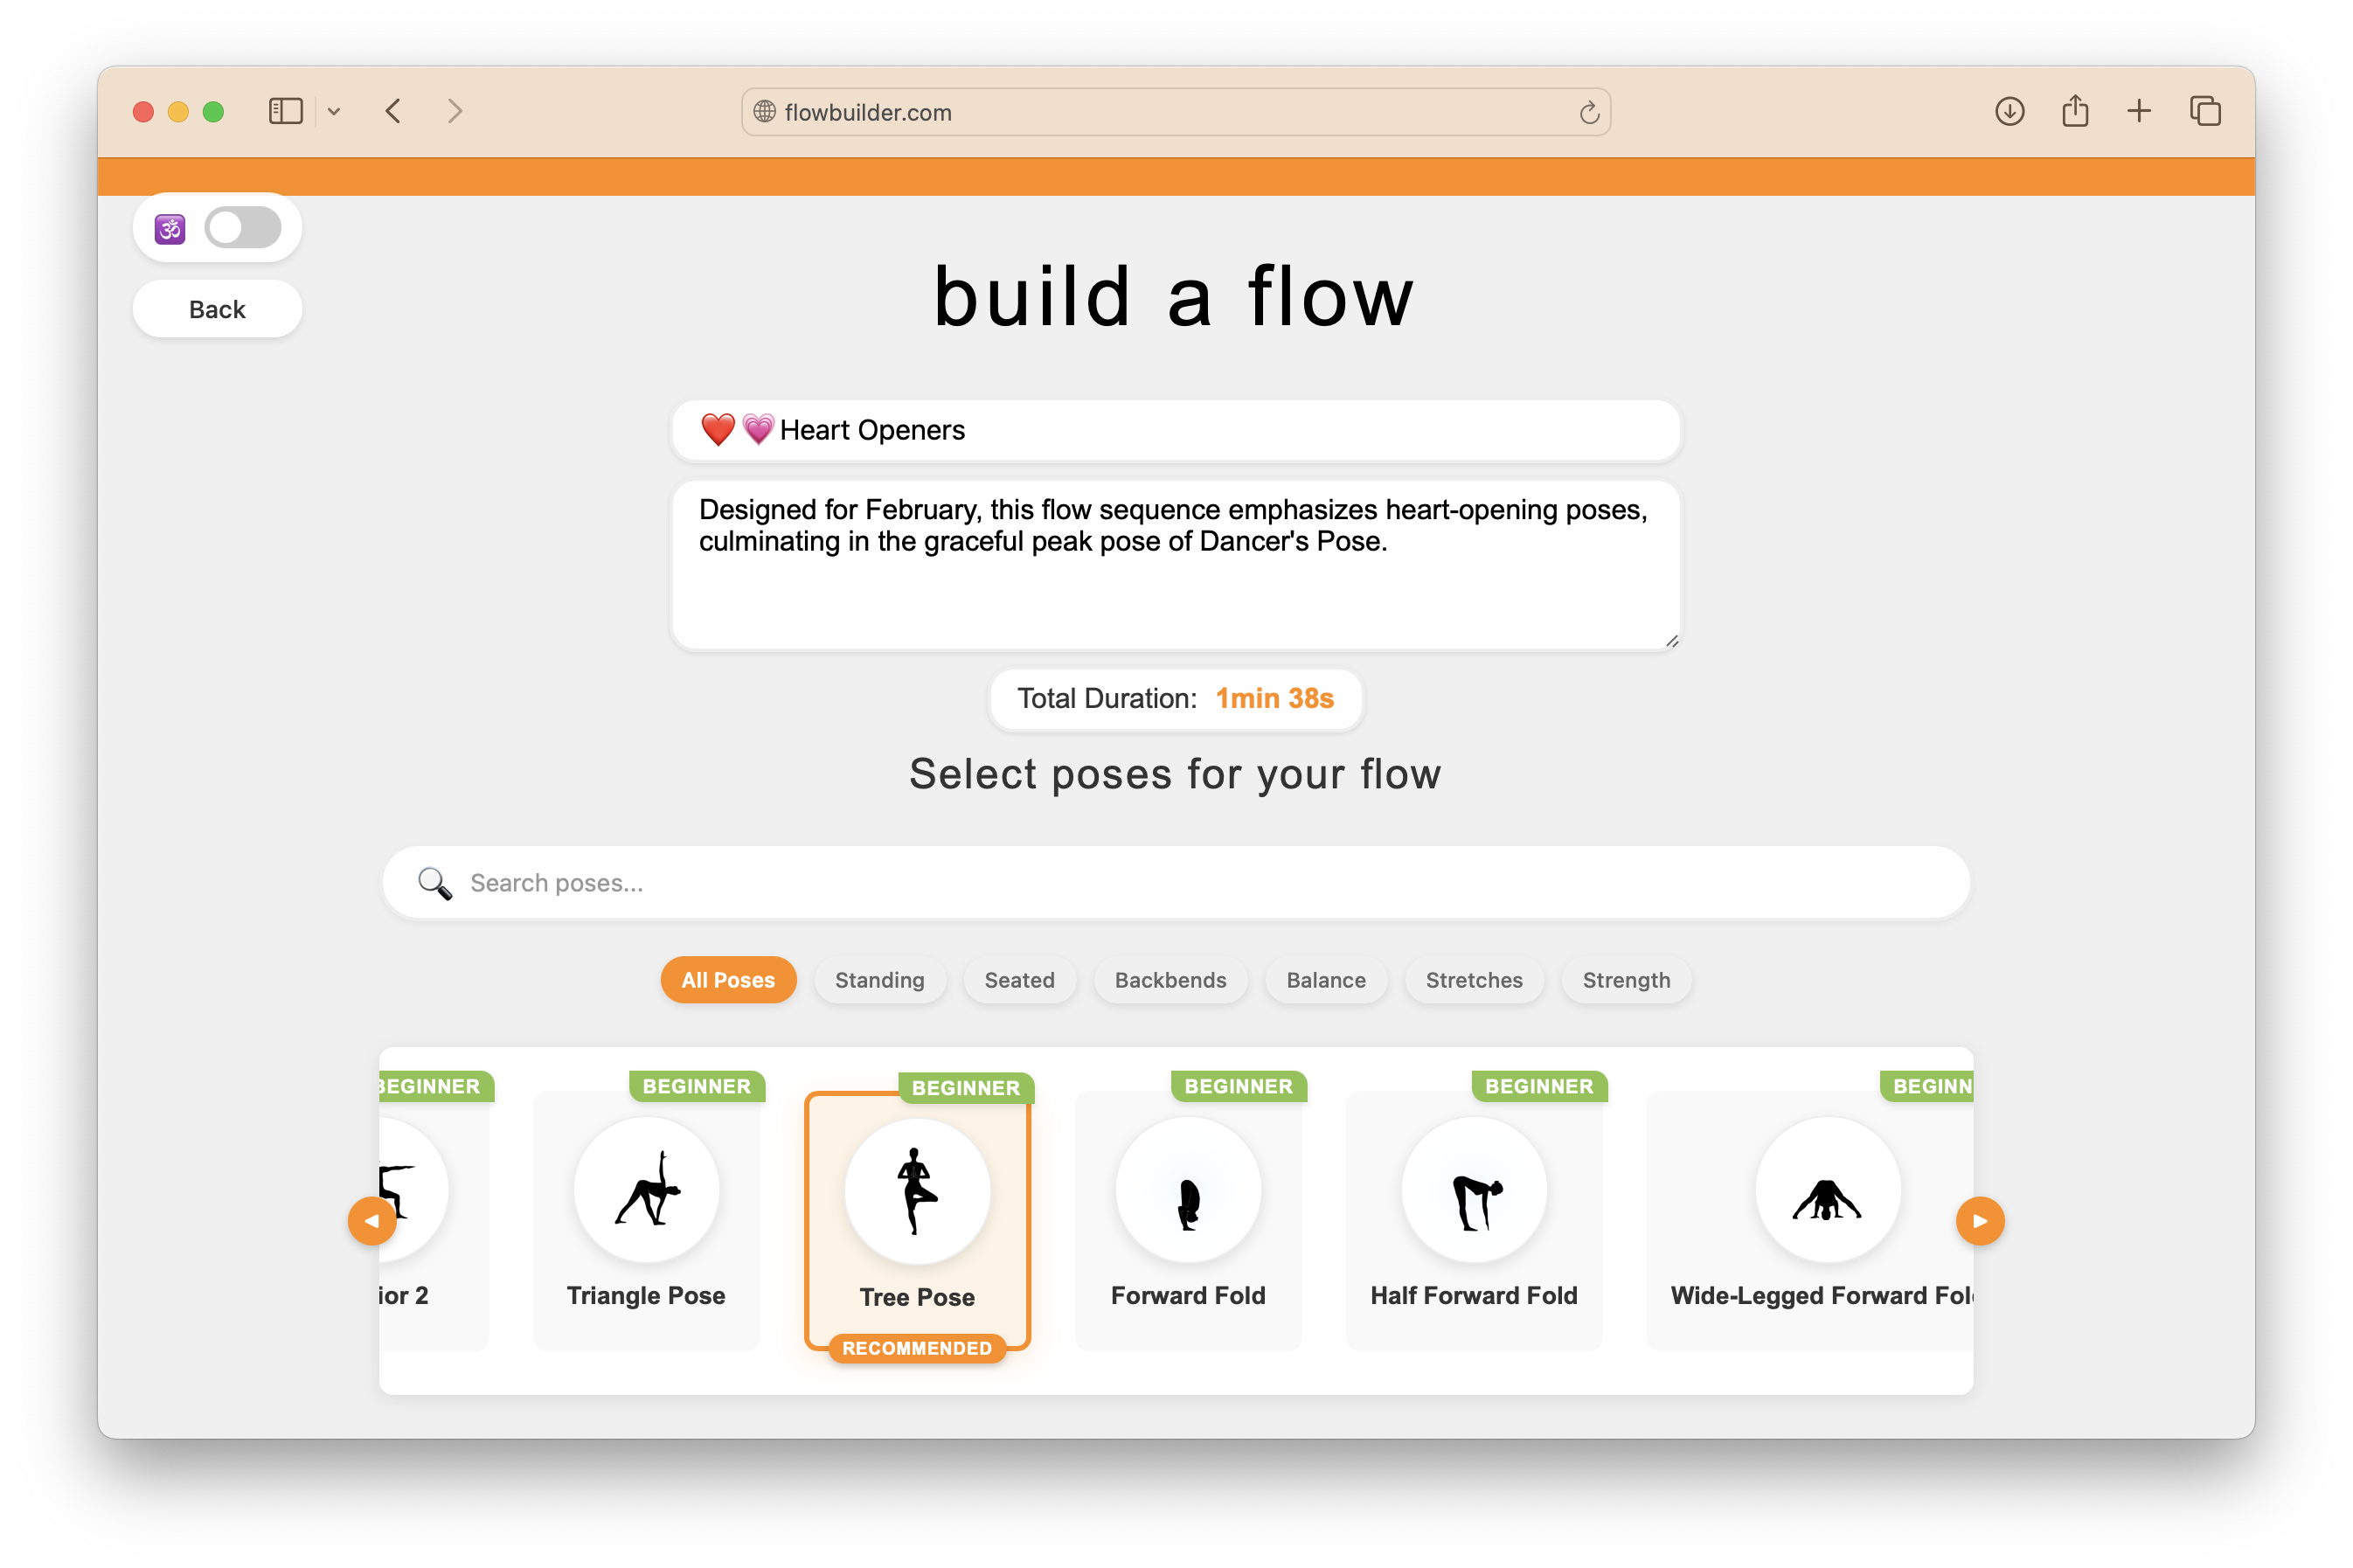 flowbuilder.com
🕉
Back
build a flow
❤️💗Heart Openers
Designed for February, this flow sequence emphasizes heart-opening poses,
culminating in the graceful peak pose of Dancer's Pose.
Total Duration: 1min 38s
Select poses for your flow
🔍 Search poses...
All Poses Standing Seated Backbends Balance Stretches Strength
BEGINNER BEGINNER BEGINNER BEGINNER BEGINNER BEGINN
ior 2 Triangle Pose Tree Pose Forward Fold Half Forward Fold Wide-Legged Forward Fol
RECOMMENDED